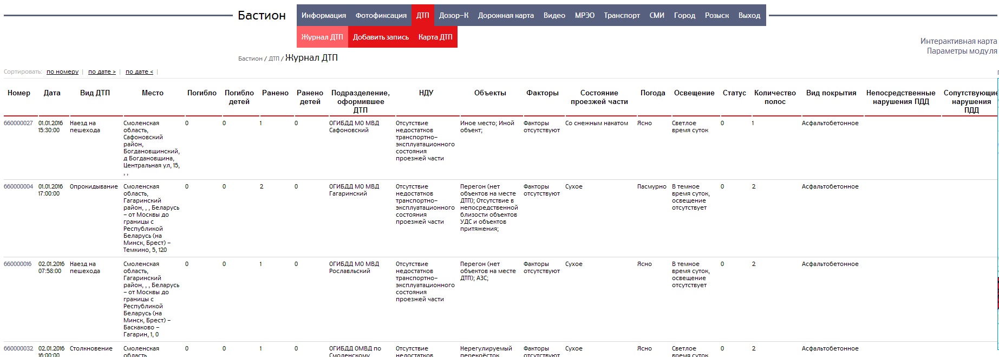 Бастион
Информация Фотофиксация ДТП Дозор-К Дорожная карта Видео МРЭО Транспорт СМИ Город Розыск Выход
Журнал ДТП Добавить запись Карта ДТП
Интерактивная карта
Параметры модуля
Бастион / ДТП / Журнал ДТП
Сортировать: по номеру | по дате > | по дате < |
Номер Дата Вид ДТП Место Погибло Погибло детей Ранено Ранено детей Подразделение, оформившее ДТП НДУ Объекты Факторы Состояние проезжей части Погода Освещение Статус Количество полос Вид покрытия Непосредственные нарушения ПДД Сопутствующие нарушения ПДД
660000027 01.01.2016 Наезд на Смоленская 0 0 1 0 ОГИБДД МО МВД Отсутствие Иное место; Иной Факторы Со снежным накатом Ясно Светлое 0 1 Асфальтобетонное
15:30:00 пешехода область, Сафоновский недостатков объект; отсутствуют время суток
Сафоновский транспортно-
район, эксплуатационного
Богдановщинский, состояния
д Богдановщина, проезжей части
Центральная ул, 15,
, ,
660000004 01.01.2016 Опрокидывание Смоленская 0 0 2 0 ОГИБДД МО МВД Отсутствие Перегон (нет Факторы Сухое Пасмурно В темное 0 2 Асфальтобетонное
17:00:00 область, Гагаринский недостатков объектов на месте отсутствуют время суток,
Гагаринский транспортно- ДТП); Отсутствие в освещение
район, , , Беларусь эксплуатационного непосредственной отсутствует
– от Москвы до состояния близости объектов
границы с проезжей части УДС и объектов
Республикой притяжения;
Беларусь (на
Минск, Брест) –
Темкино, 5, 120
660000016 02.01.2016 Наезд на Смоленская 0 0 1 0 ОГИБДД МО МВД Отсутствие Перегон (нет Факторы Сухое Ясно В темное 0 2 Асфальтобетонное
07:58:00 пешехода область, Рославльский недостатков объектов на месте отсутствуют время суток,
Гагаринский транспортно- ДТП); АЗС; освещение
район, , , Беларусь эксплуатационного отсутствует
– от Москвы до состояния
границы с проезжей части
Республикой
Беларусь (на
Минск, Брест) –
Баскаково –
Гагарин, 1, 0
660000032 02.01.2016 Столкновение Смоленская 0 0 1 0 ОГИБДД ОМВД по Отсутствие Нерегулируемый Факторы Сухое Ясно Светлое 0 2 Асфальтобетонное
16:00:00 область, Смоленскому недостатков перекрёсток отсутствуют время суток